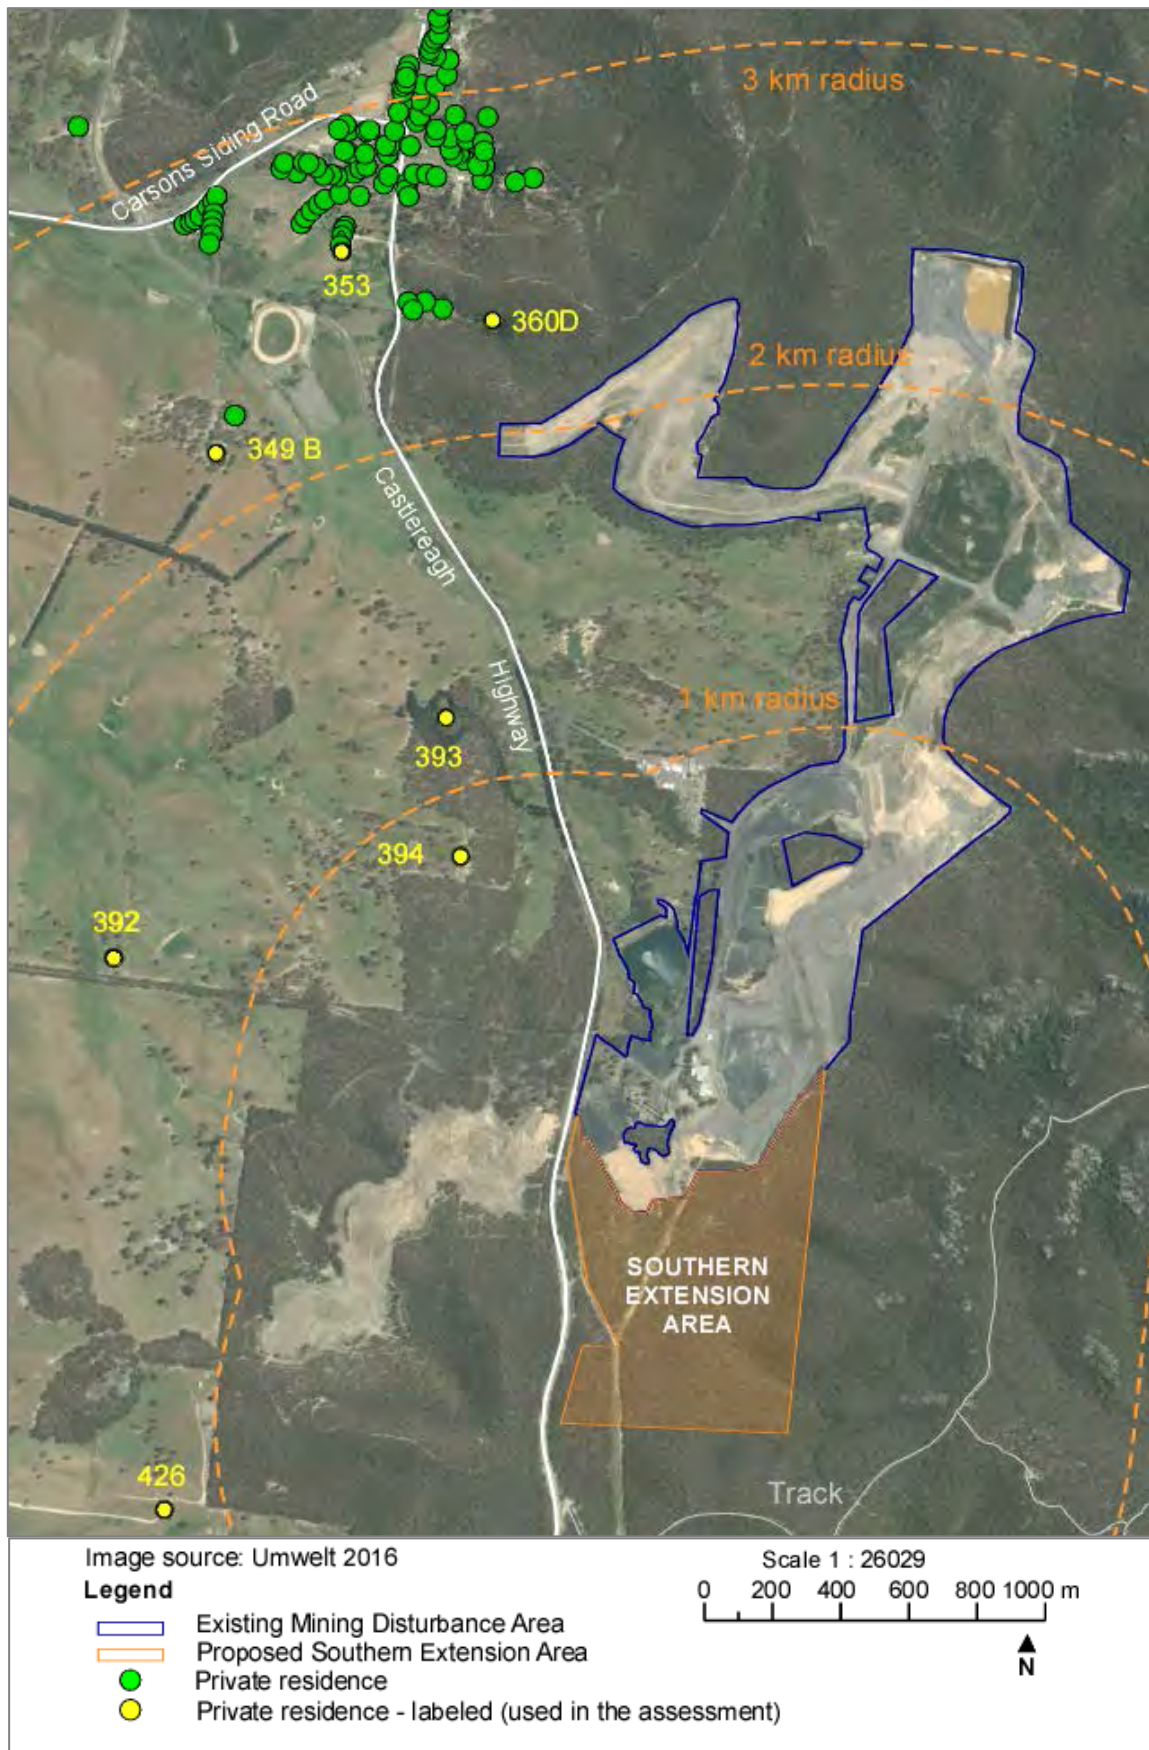 3 km radius
Carsons Siding Road
353
360D
2 km radius
349 B
Castlereagh
Highway
1 km radius
393
394
392
SOUTHERN
EXTENSION
AREA
426
Track
Image source: Umwelt 2016
Scale 1 : 26029
Legend
0 200 400 600 800 1000 m
Existing Mining Disturbance Area
Proposed Southern Extension Area
N
Private residence
Private residence - labeled (used in the assessment)